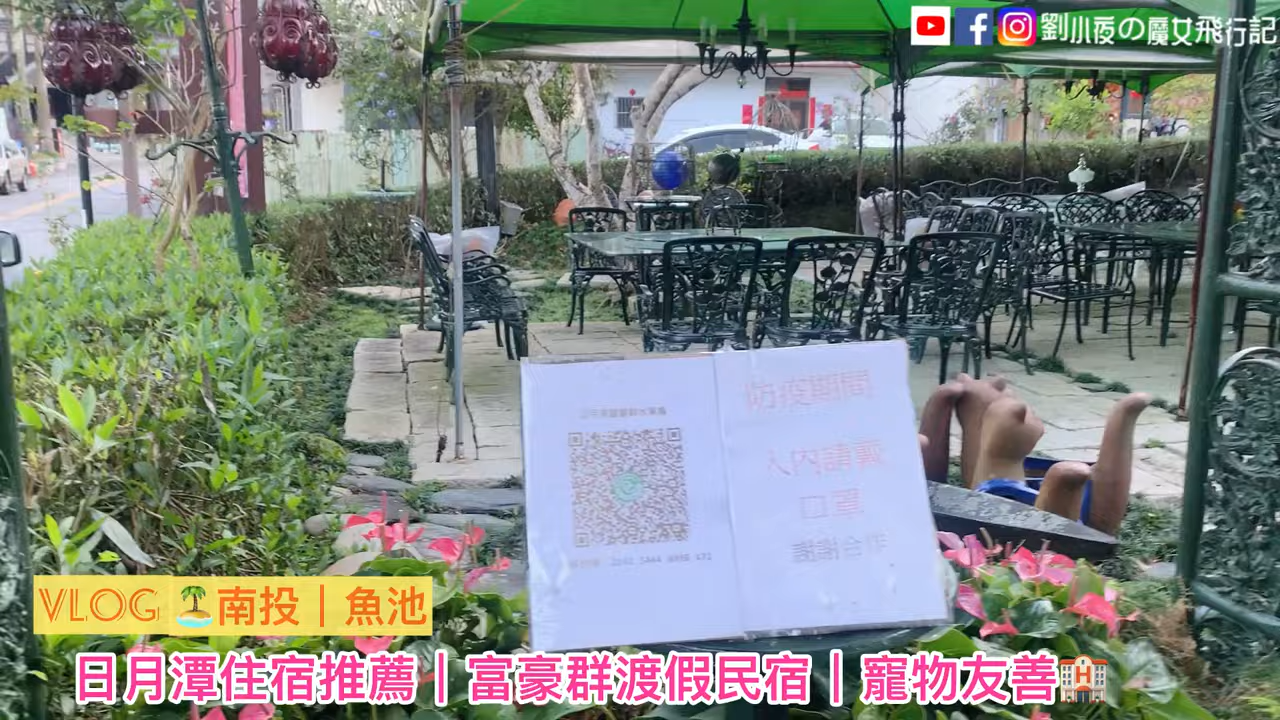 劉小夜の魔女飛行記
防疫期間
入內請戴
口罩
謝謝合作
VLOG 🏝️南投｜魚池
日月潭住宿推薦｜富豪群渡假民宿｜寵物友善🏨